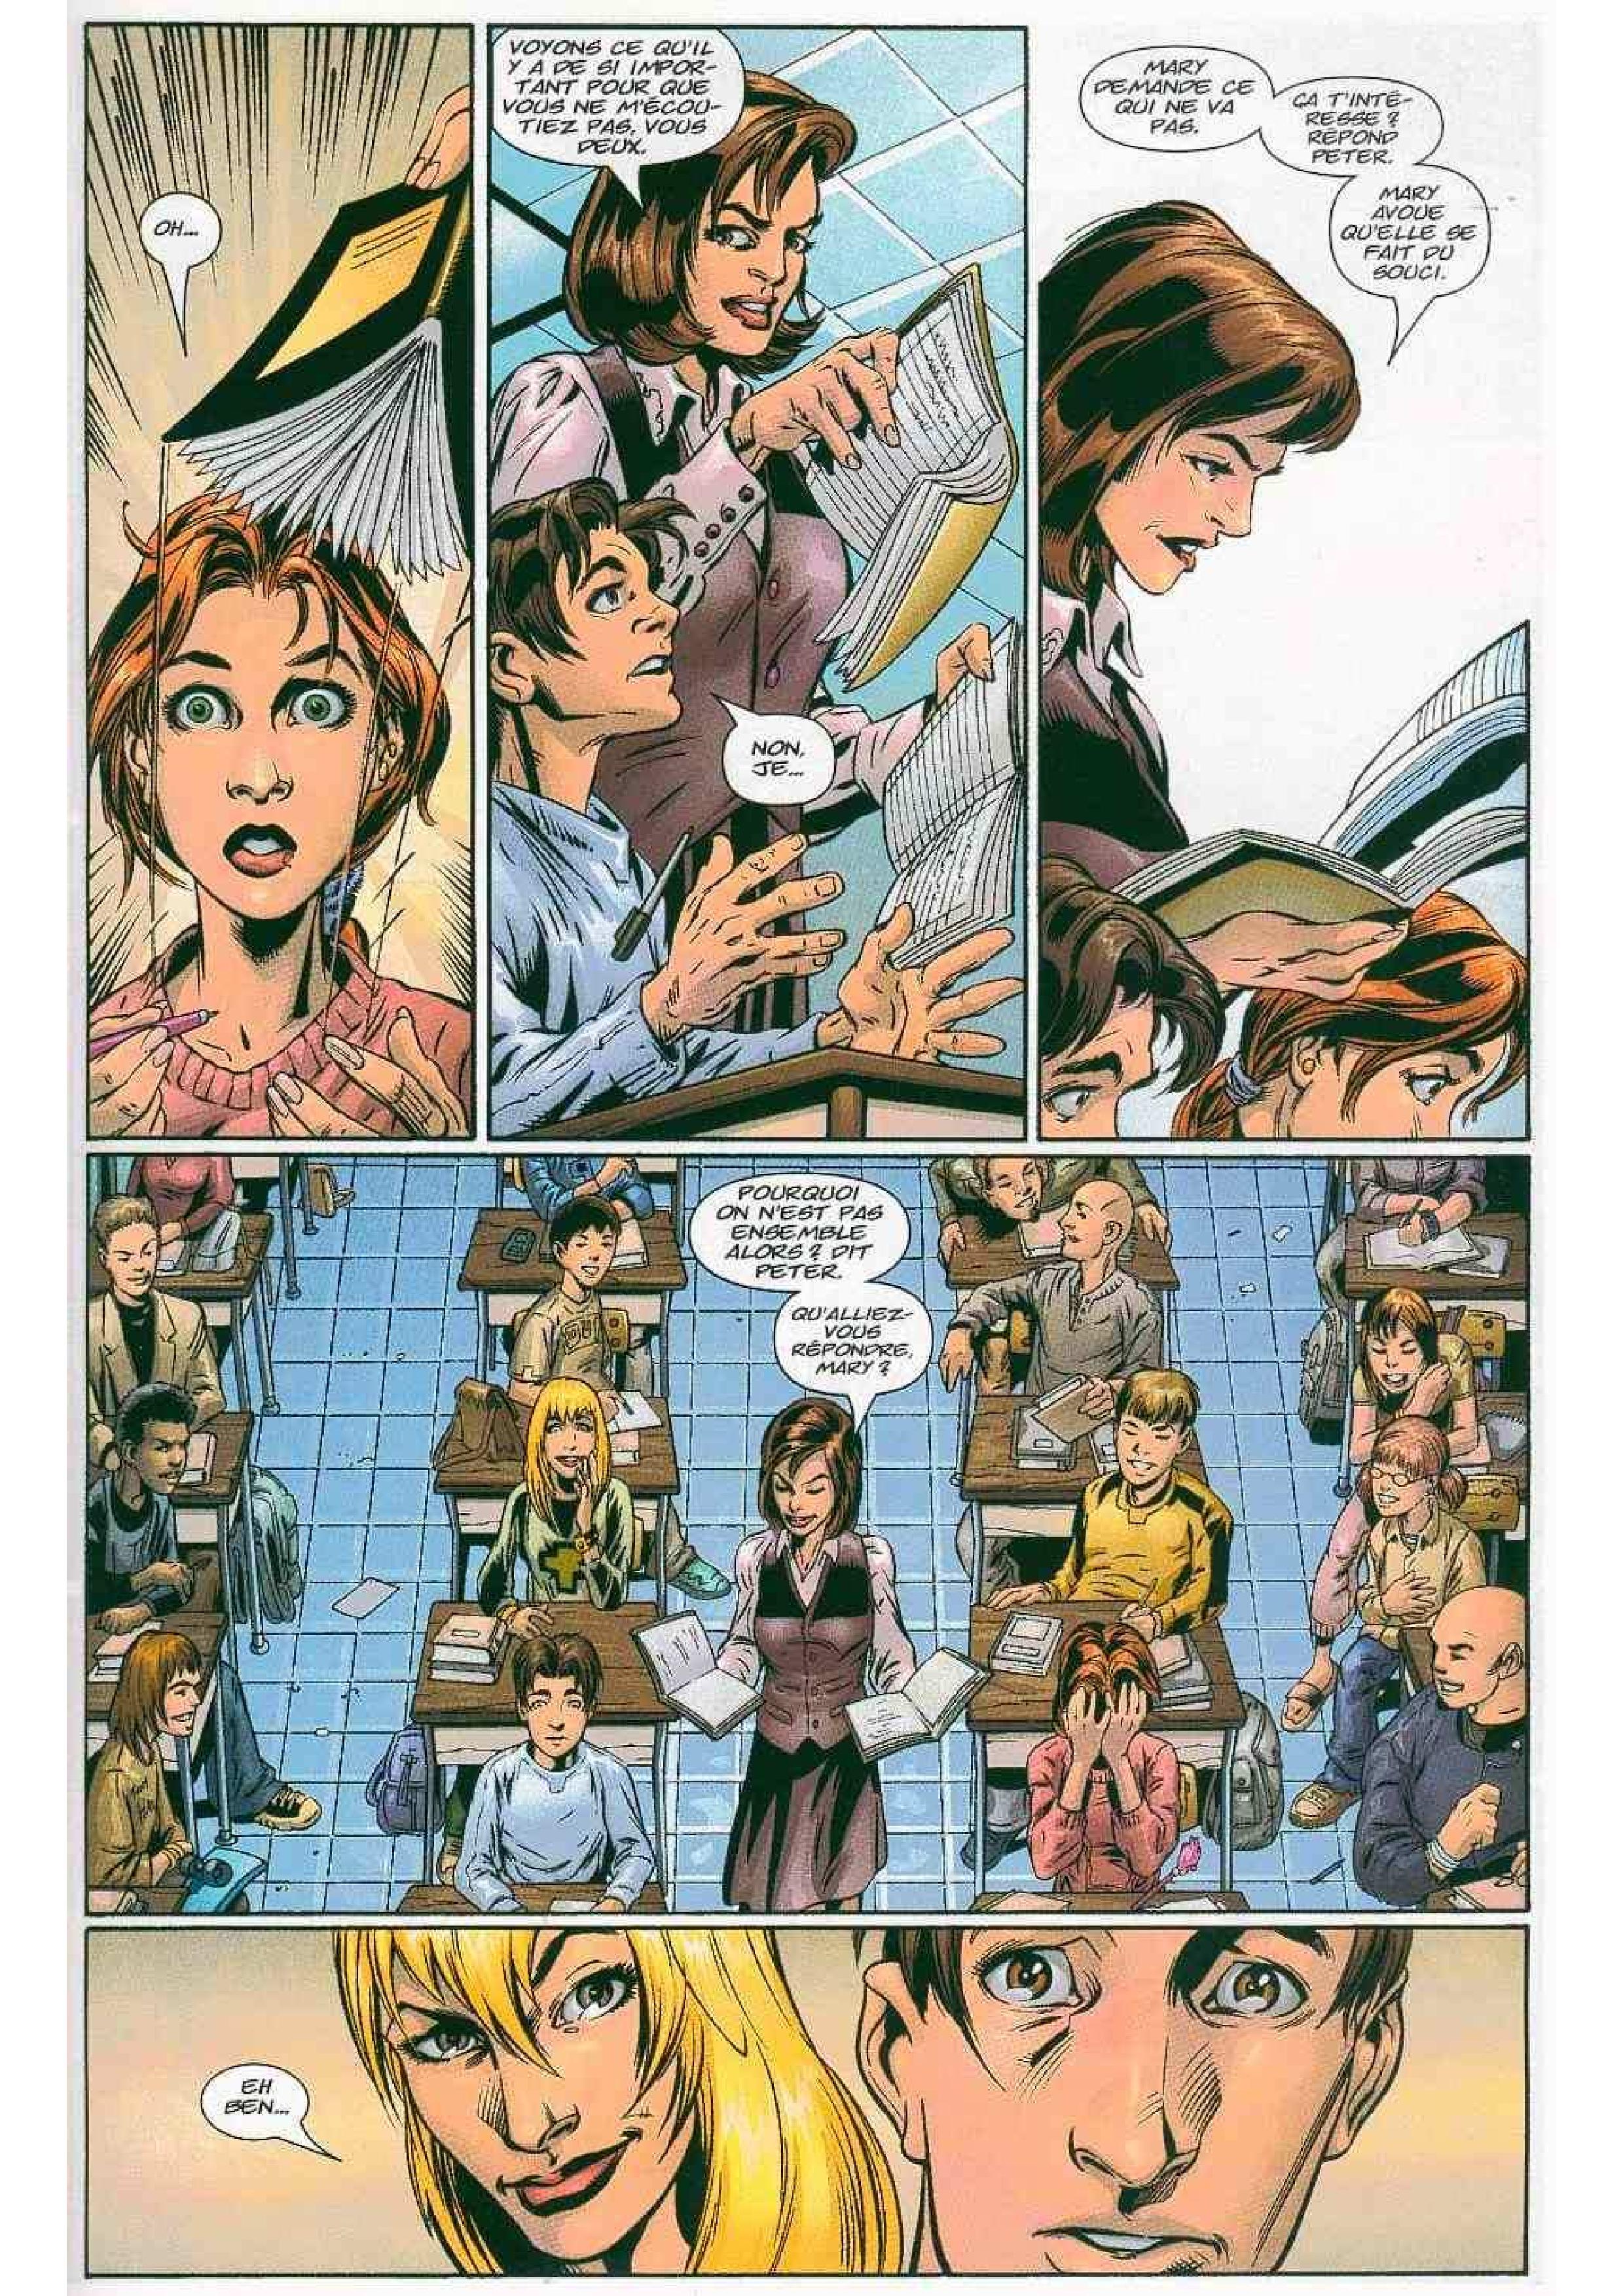 OH...
VOYONS CE QU'IL
Y A DE SI IMPOR-
TANT POUR QUE
VOUS NE M'ÉCOU-
TIEZ PAS, VOUS
DEUX.
NON,
JE...
MARY
DEMANDE CE
QUI NE VA
PAS.
ÇA T'INTÉ-
RESSE ?
RÉPOND
PETER.
MARY
AVOUE
QU'ELLE SE
FAIT DU
SOUCI.
POURQUOI
ON N'EST PAS
ENSEMBLE
ALORS ? DIT
PETER.
QU'ALLIEZ-
VOUS
RÉPONDRE,
MARY ?
EH
BEN...